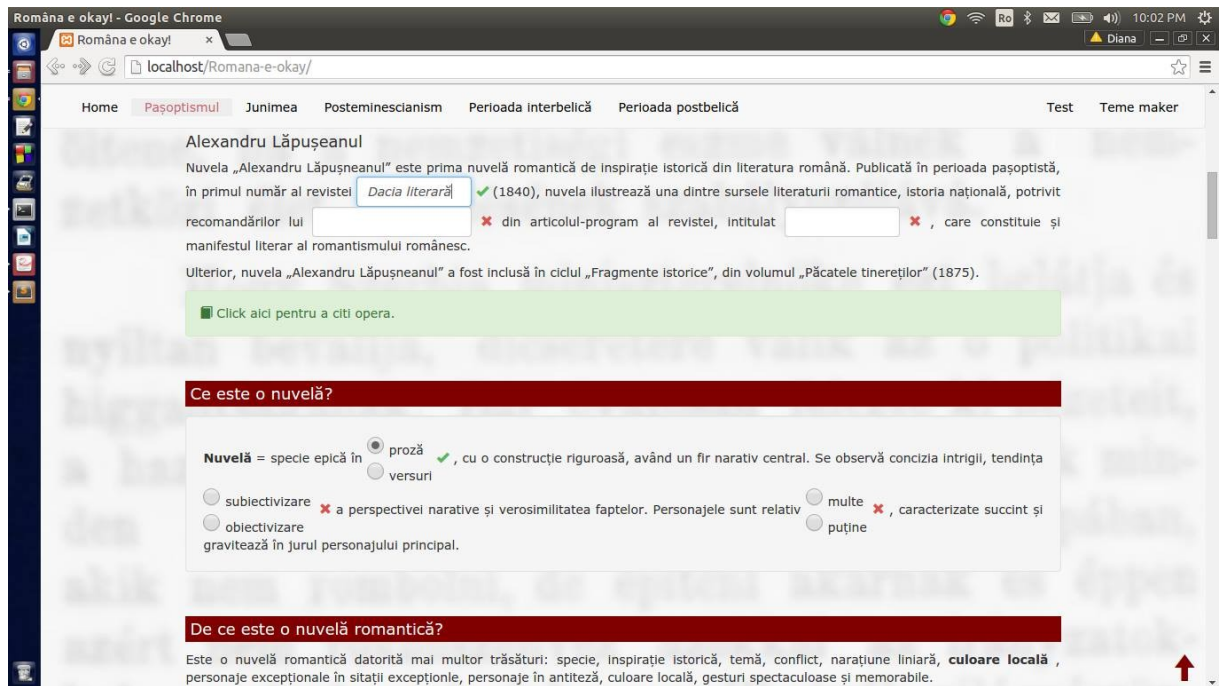 Româna e okay! - Google Chrome
Ro
10:02 PM
Româna e okay! ×
Diana
localhost/Romana-e-okay/
Home Pașoptismul Junimea Posteminescianism Perioada interbelică Perioada postbelică Test Teme maker
Alexandru Lăpușeanul
Nuvela „Alexandru Lăpușneanul” este prima nuvelă romantică de inspirație istorică din literatura română. Publicată în perioada pașoptistă,
în primul număr al revistei Dacia literară (1840), nuvela ilustrează una dintre sursele literaturii romantice, istoria națională, potrivit
recomandărilor lui din articolul-program al revistei, intitulat , care constituie și
manifestul literar al romantismului românesc.
Ulterior, nuvela „Alexandru Lăpușneanul” a fost inclusă în ciclul „Fragmente istorice”, din volumul „Păcatele tinereților” (1875).
Click aici pentru a citi opera.
Ce este o nuvelă?
Nuvelă = specie epică în proză , cu o construcție riguroasă, având un fir narativ central. Se observă concizia intrigii, tendința
versuri
subiectivizare a perspectivei narative și verosimilitatea faptelor. Personajele sunt relativ multe , caracterizate succint și
obiectivizare puține
gravitează în jurul personajului principal.
De ce este o nuvelă romantică?
Este o nuvelă romantică datorită mai multor trăsături: specie, inspirație istorică, temă, conflict, narațiune liniară, culoare locală ,
personaje excepționale în sitații excepționle, personaje în antiteză, culoare locală, gesturi spectaculoase și memorabile.